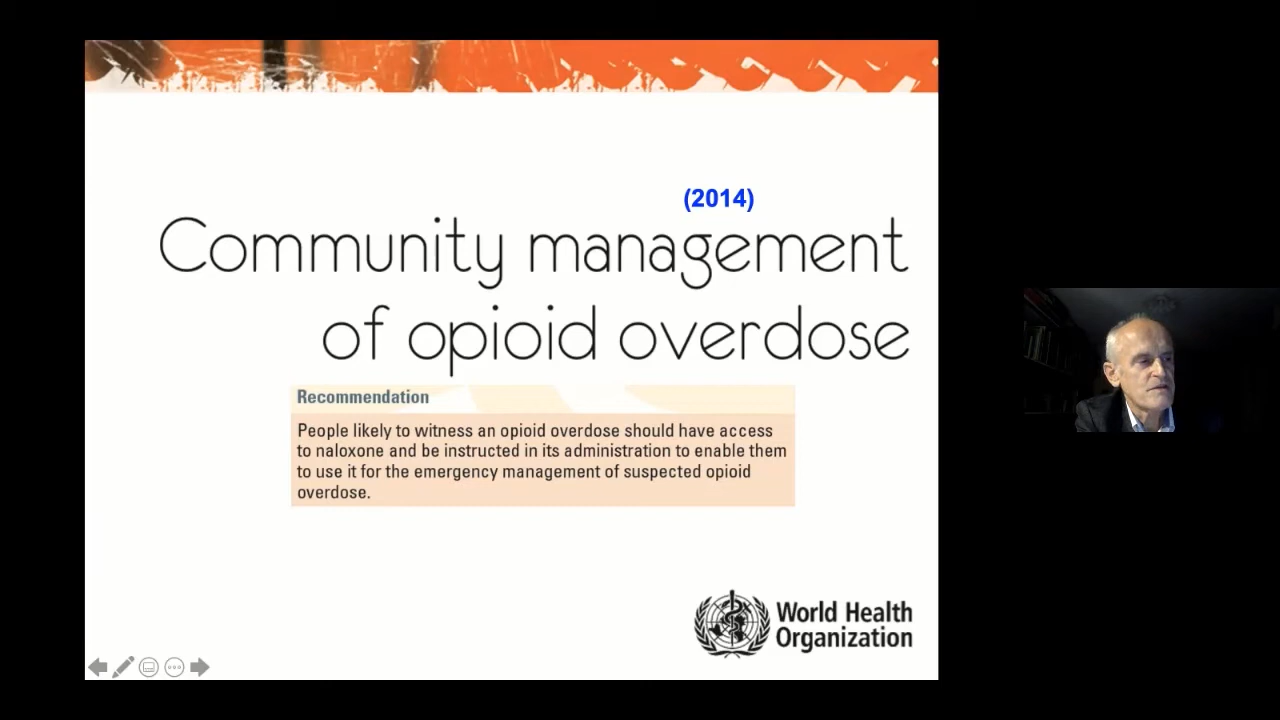 (2014)
Community management
of opioid overdose
Recommendation
People likely to witness an opioid overdose should have access
to naloxone and be instructed in its administration to enable them
to use it for the emergency management of suspected opioid
overdose.
World Health
Organization